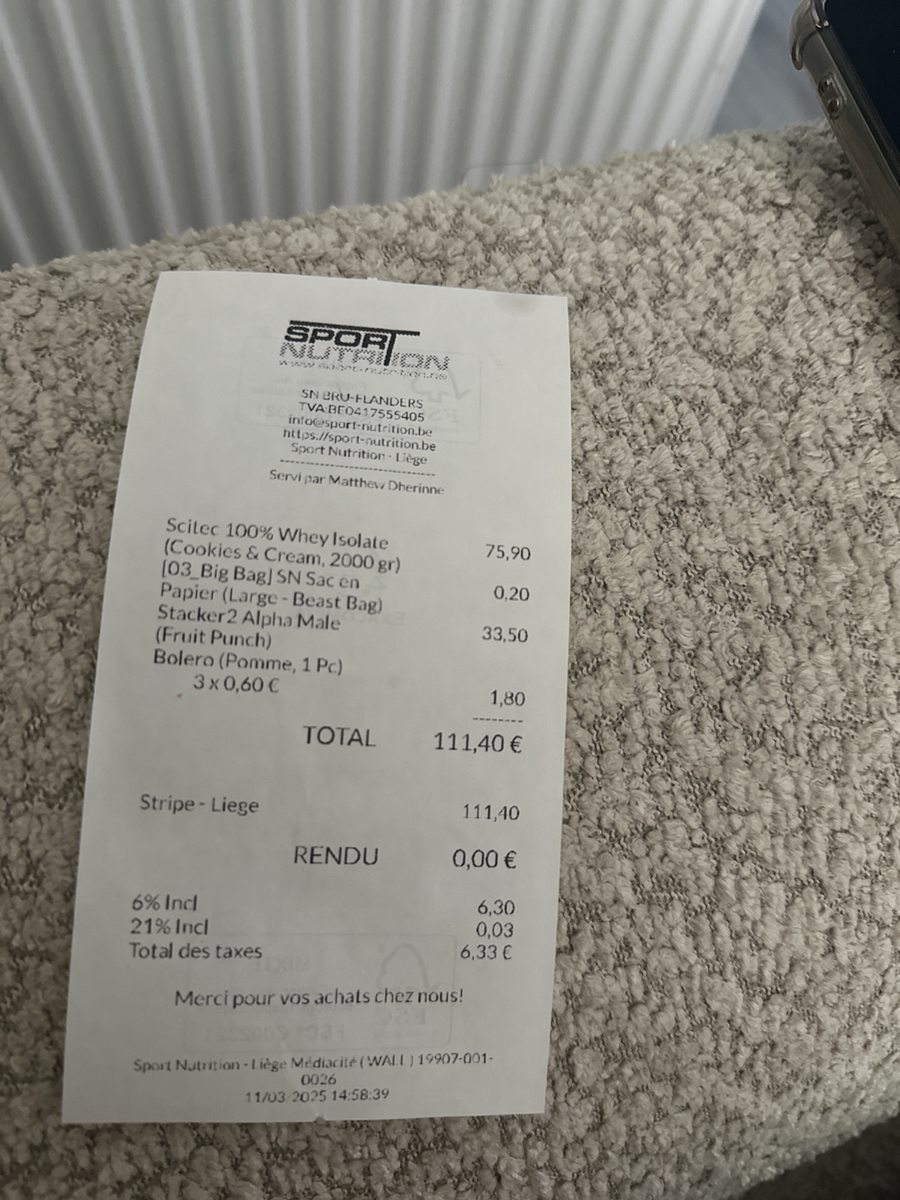 SPORT
NUTRITION
www.sport-nutrition.be
SN BRU-FLANDERS
TVA:BE0417555405
info@sport-nutrition.be
https://sport-nutrition.be
Sport Nutrition - Liège
--------------------------------
Servi par Matthew Dherinne
Scitec 100% Whey Isolate
(Cookies & Cream, 2000 gr) 75,90
[03_Big Bag] SN Sac en
Papier (Large - Beast Bag) 0,20
Stacker2 Alpha Male
(Fruit Punch) 33,50
Bolero (Pomme, 1 Pc)
3 x 0,60 € 1,80
--------
TOTAL 111,40 €
Stripe - Liege 111,40
RENDU 0,00 €
6% Incl 6,30
21% Incl 0,03
Total des taxes 6,33 €
Merci pour vos achats chez nous!
Sport Nutrition - Liège Médiacité (WALL) 19907-001-
0026
11/03/2025 14:58:39